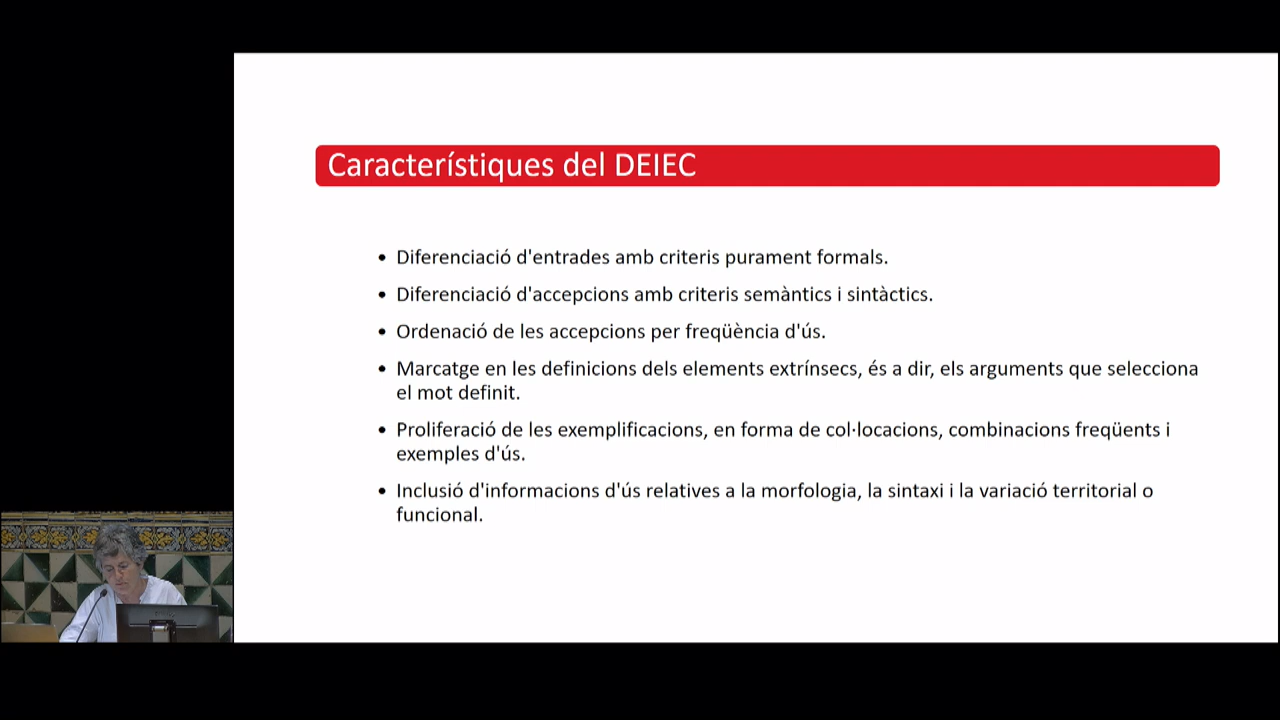 Característiques del DEIEC
• Diferenciació d'entrades amb criteris purament formals.
• Diferenciació d'accepcions amb criteris semàntics i sintàctics.
• Ordenació de les accepcions per freqüència d'ús.
• Marcatge en les definicions dels elements extrínsecs, és a dir, els arguments que selecciona
el mot definit.
• Proliferació de les exemplificacions, en forma de col·locacions, combinacions freqüents i
exemples d'ús.
• Inclusió d'informacions d'ús relatives a la morfologia, la sintaxi i la variació territorial o
funcional.